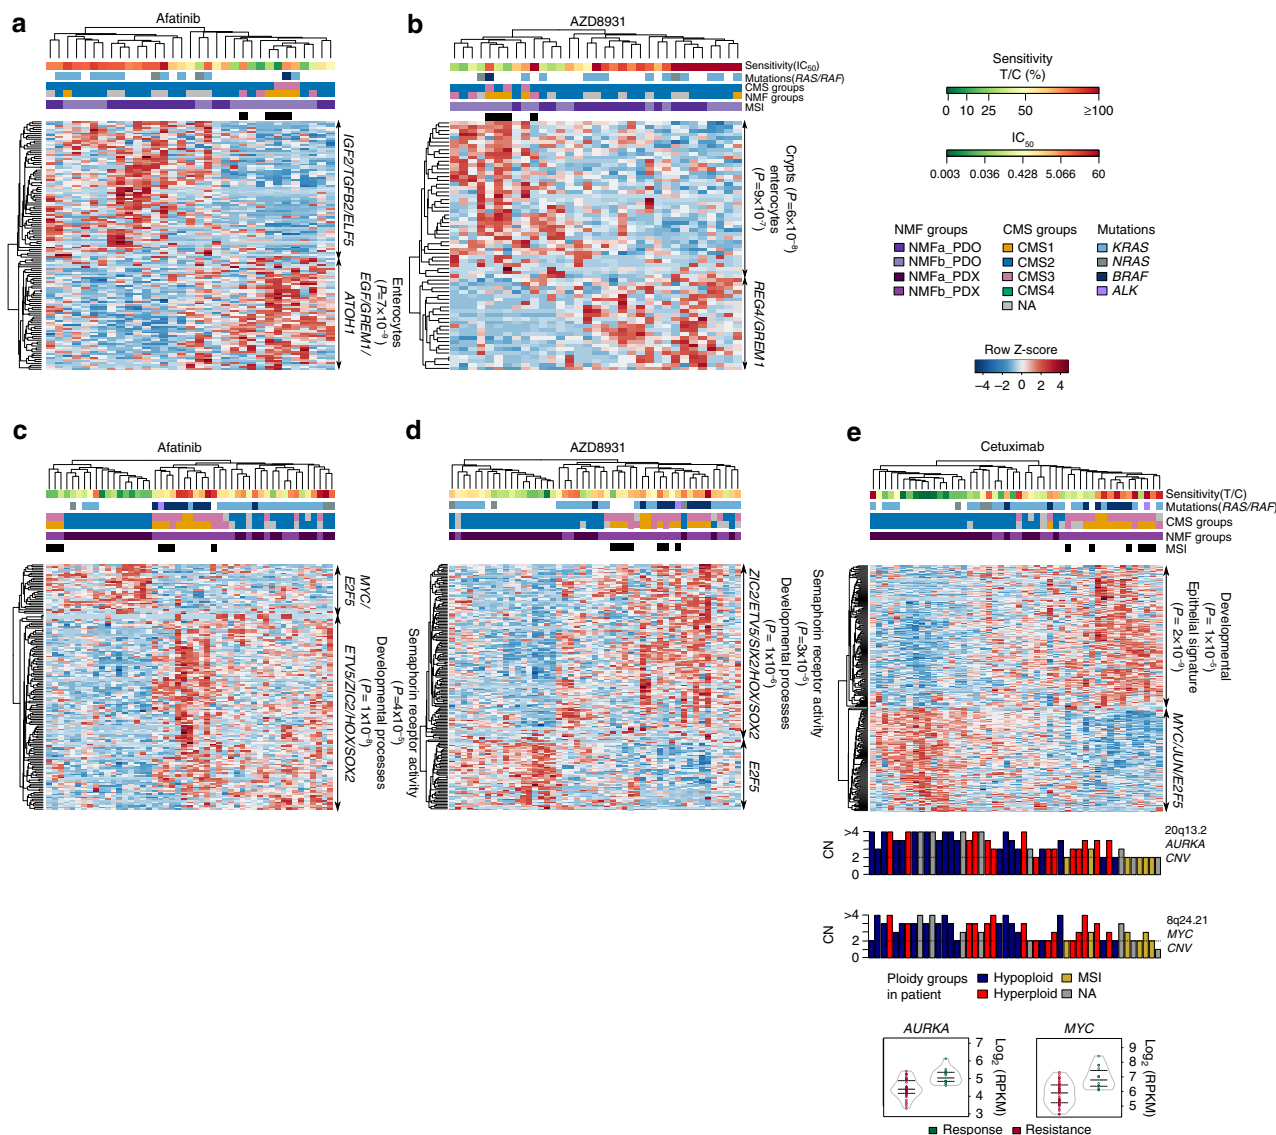 a
Afatinib
IGF2/TGFB2/ELF5
Enterocytes
(P=7×10⁻⁹)
EGF/GREM1/
ATOH1
b
AZD8931
Sensitivity(IC50)
Mutations(RAS/RAF)
CMS groups
NMF groups
MSI
Crypts (P=6×10⁻⁸)
enterocytes
(P=9×10⁻⁷)
REG4/GREM1
Sensitivity
T/C (%)
0 10 25 50 ≥100
IC50
0.003 0.036 0.428 5.066 60
NMF groups
NMFa_PDO
NMFb_PDO
NMFa_PDX
NMFb_PDX
CMS groups
CMS1
CMS2
CMS3
CMS4
NA
Mutations
KRAS
NRAS
BRAF
ALK
Row Z-score
−4 −2 0 2 4
c
Afatinib
MYC/
E2F5
ETV5/ZIC2/HOX/SOX2
Developmental processes
(P= 1×10⁻⁸)
Semaphorin receptor activity
(P=4×10⁻⁵)
d
AZD8931
ZIC2/ETV5/SIX2/HOX/SOX2
Developmental processes
(P= 1×10⁻⁶)
Semaphorin receptor activity
(P=3×10⁻⁵)
E2F5
e
Cetuximab
Sensitivity(T/C)
Mutations(RAS/RAF)
CMS groups
NMF groups
MSI
Developmental
(P= 1×10⁻⁵)
Epithelial signature
(P= 2×10⁻⁹)
MYC/JUN/E2F5
CN
>4
2
0
20q13.2
AURKA
CNV
CN
>4
2
0
8q24.21
MYC
CNV
Ploidy groups
in patient
Hypoploid
Hyperploid
MSI
NA
AURKA
7
6
5
4
3
Log2 (RPKM)
MYC
9
8
7
6
5
Log2 (RPKM)
Response
Resistance